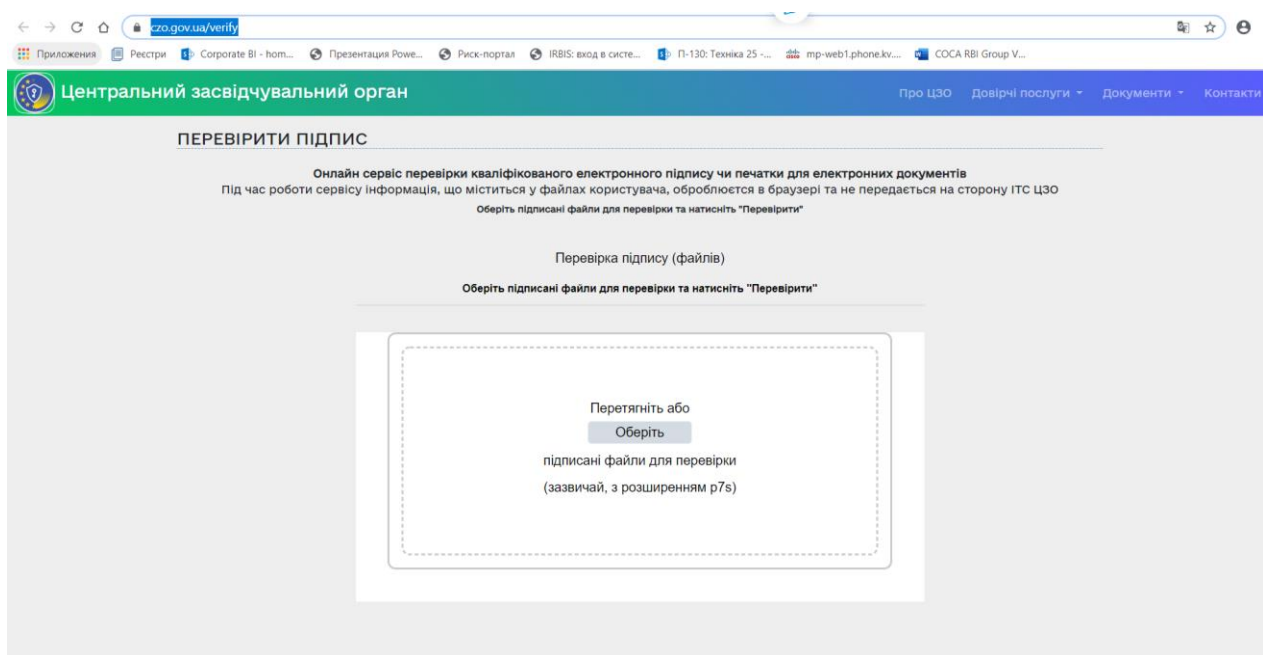 czo.gov.ua/verify
Приложения Реєстри Corporate BI - hom... Презентация Powe... Риск-портал IRBIS: вход в систе... П-130: Техніка 25 -... mp-web1.phone.kv.... COCA RBI Group V...
Центральний засвідчувальний орган Про ЦЗО Довірчі послуги Документи Контакти
ПЕРЕВІРИТИ ПІДПИС
Онлайн сервіс перевірки кваліфікованого електронного підпису чи печатки для електронних документів
Під час роботи сервісу інформація, що міститься у файлах користувача, оброблюєтся в браузері та не передається на сторону ІТС ЦЗО
Оберіть підписані файли для перевірки та натисніть "Перевірити"
Перевірка підпису (файлів)
Оберіть підписані файли для перевірки та натисніть "Перевірити"
Перетягніть або
Оберіть
підписані файли для перевірки
(зазвичай, з розширенням p7s)